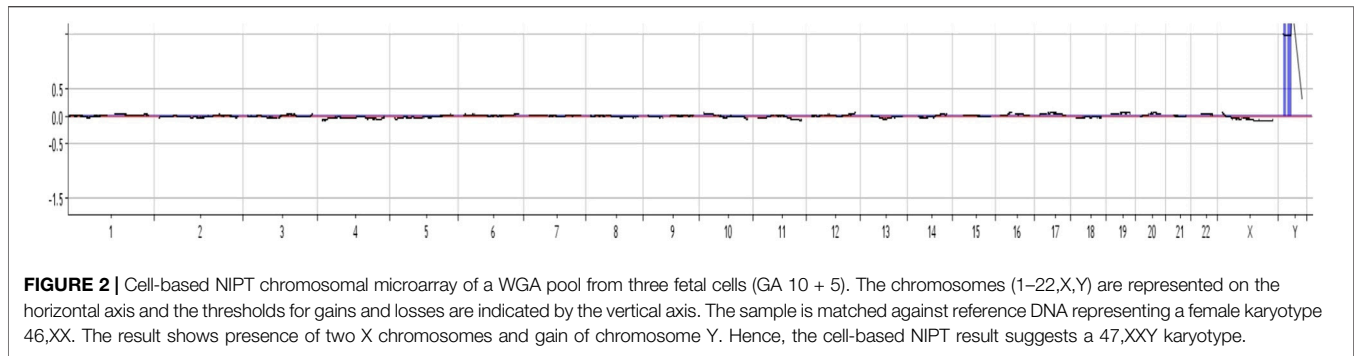 0.5
0.0
-0.5
-1.5
1 2 3 4 5 6 7 8 9 10 11 12 13 14 15 16 17 18 19 20 21 22 X Y
FIGURE 2 | Cell-based NIPT chromosomal microarray of a WGA pool from three fetal cells (GA 10 + 5). The chromosomes (1–22,X,Y) are represented on the
horizontal axis and the thresholds for gains and losses are indicated by the vertical axis. The sample is matched against reference DNA representing a female karyotype
46,XX. The result shows presence of two X chromosomes and gain of chromosome Y. Hence, the cell-based NIPT result suggests a 47,XXY karyotype.